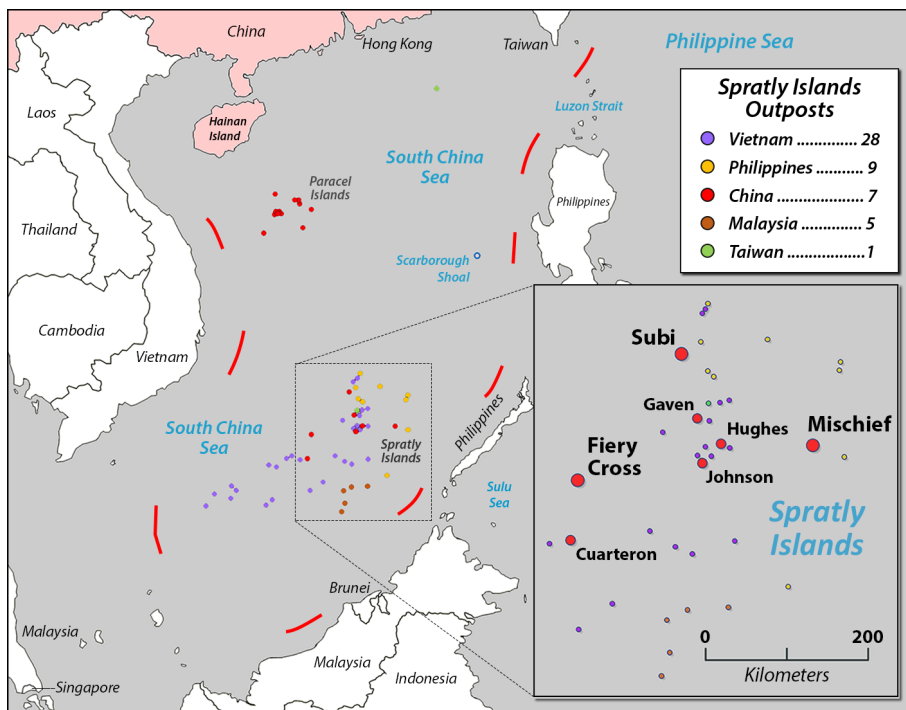 China
Hong Kong
Taiwan
Philippine Sea
Laos
Hainan
Island
Luzon Strait
South China
Sea
Paracel
Islands
Thailand
Philippines
Scarborough
Shoal
Cambodia
Vietnam
South China
Sea
Spratly
Islands
Philippines
Sulu
Sea
Brunei
Malaysia
Malaysia
Indonesia
Singapore
Spratly Islands
Outposts
Vietnam .............. 28
Philippines ........... 9
China ..................... 7
Malaysia ............... 5
Taiwan ................... 1
Subi
Gaven
Hughes
Mischief
Fiery
Cross
Johnson
Spratly
Islands
Cuarteron
0 200
Kilometers